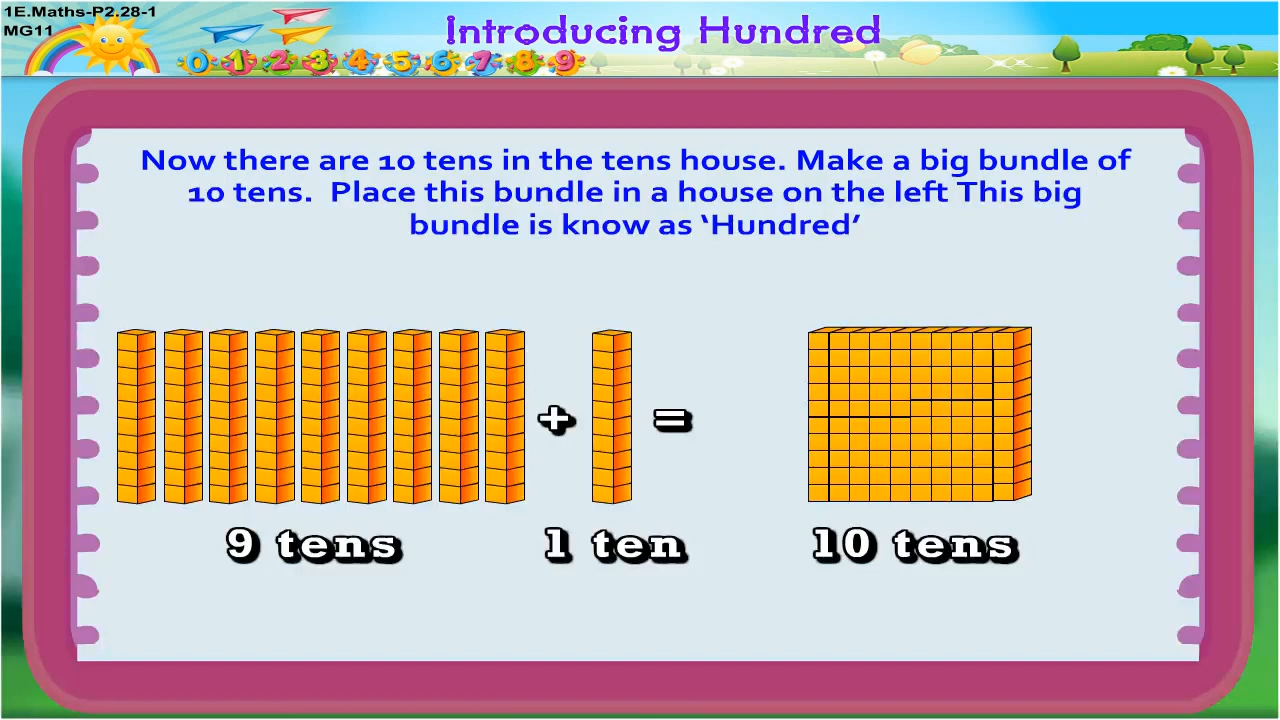 1E.Maths-P2.28-1
MG11
Introducing Hundred
0 1 2 3 4 5 6 7 8 9
Now there are 10 tens in the tens house. Make a big bundle of
10 tens.  Place this bundle in a house on the left This big
bundle is know as ‘Hundred’
+ =
9 tens 1 ten 10 tens